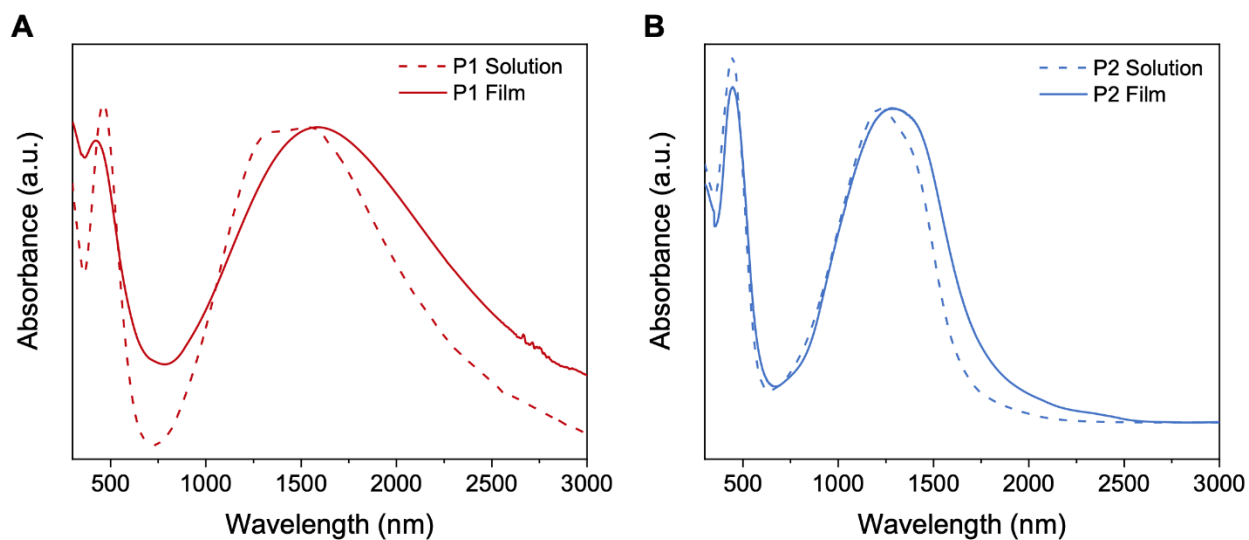 A
P1 Solution
P1 Film
Absorbance (a.u.)
500 1000 1500 2000 2500 3000
Wavelength (nm)
B
P2 Solution
P2 Film
Absorbance (a.u.)
500 1000 1500 2000 2500 3000
Wavelength (nm)